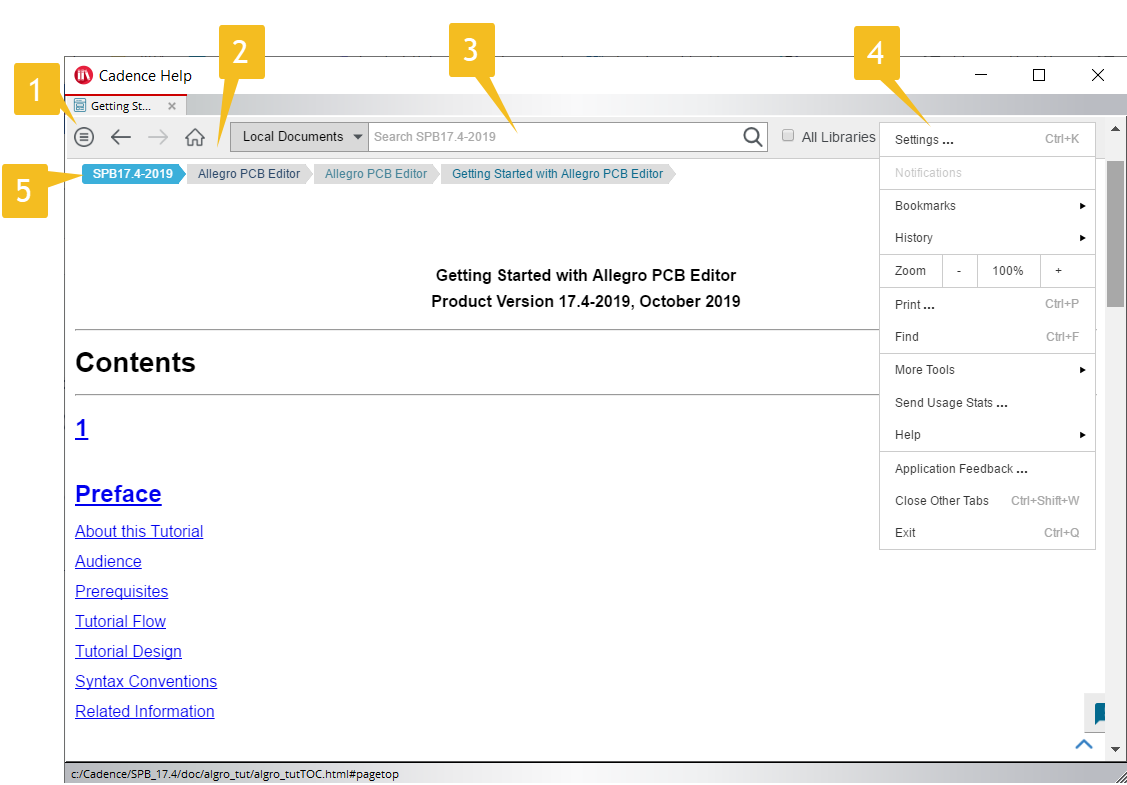 2
3
4
1
5
Cadence Help
Getting St...
Local Documents
Search SPB17.4-2019
All Libraries
SPB17.4-2019 Allegro PCB Editor Allegro PCB Editor Getting Started with Allegro PCB Editor
Getting Started with Allegro PCB Editor
Product Version 17.4-2019, October 2019
Contents
1
Preface
About this Tutorial
Audience
Prerequisites
Tutorial Flow
Tutorial Design
Syntax Conventions
Related Information
Settings ... Ctrl+K
Notifications
Bookmarks
History
Zoom - 100% +
Print ... Ctrl+P
Find Ctrl+F
More Tools
Send Usage Stats ...
Help
Application Feedback ...
Close Other Tabs Ctrl+Shift+W
Exit Ctrl+Q
c:/Cadence/SPB_17.4/doc/algro_tut/algro_tutTOC.html#pagetop